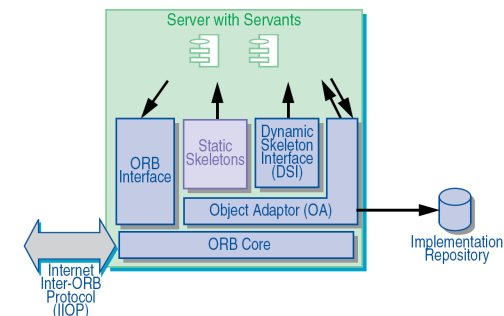 Server with Servants
ORB
Interface
Static
Skeletons
Dynamic
Skeleton
Interface
(DSI)
Object Adaptor (OA)
ORB Core
Implementation
Repository
Internet
Inter-ORB
Protocol
(IIOP)